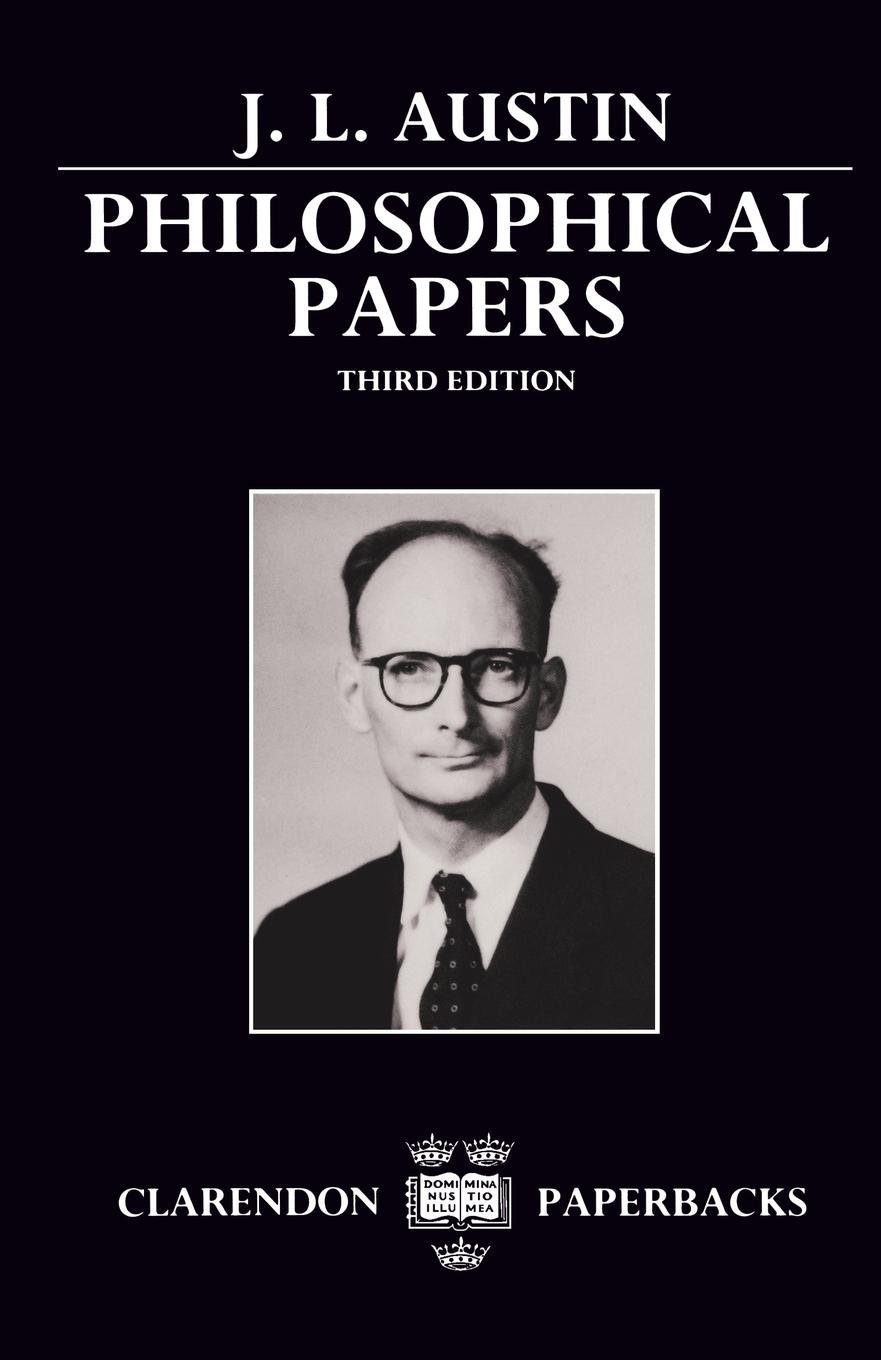 J. L. AUSTIN
PHILOSOPHICAL
PAPERS
THIRD EDITION
CLARENDON
DOMI MINA
NUS TIO
ILLU MEA
PAPERBACKS